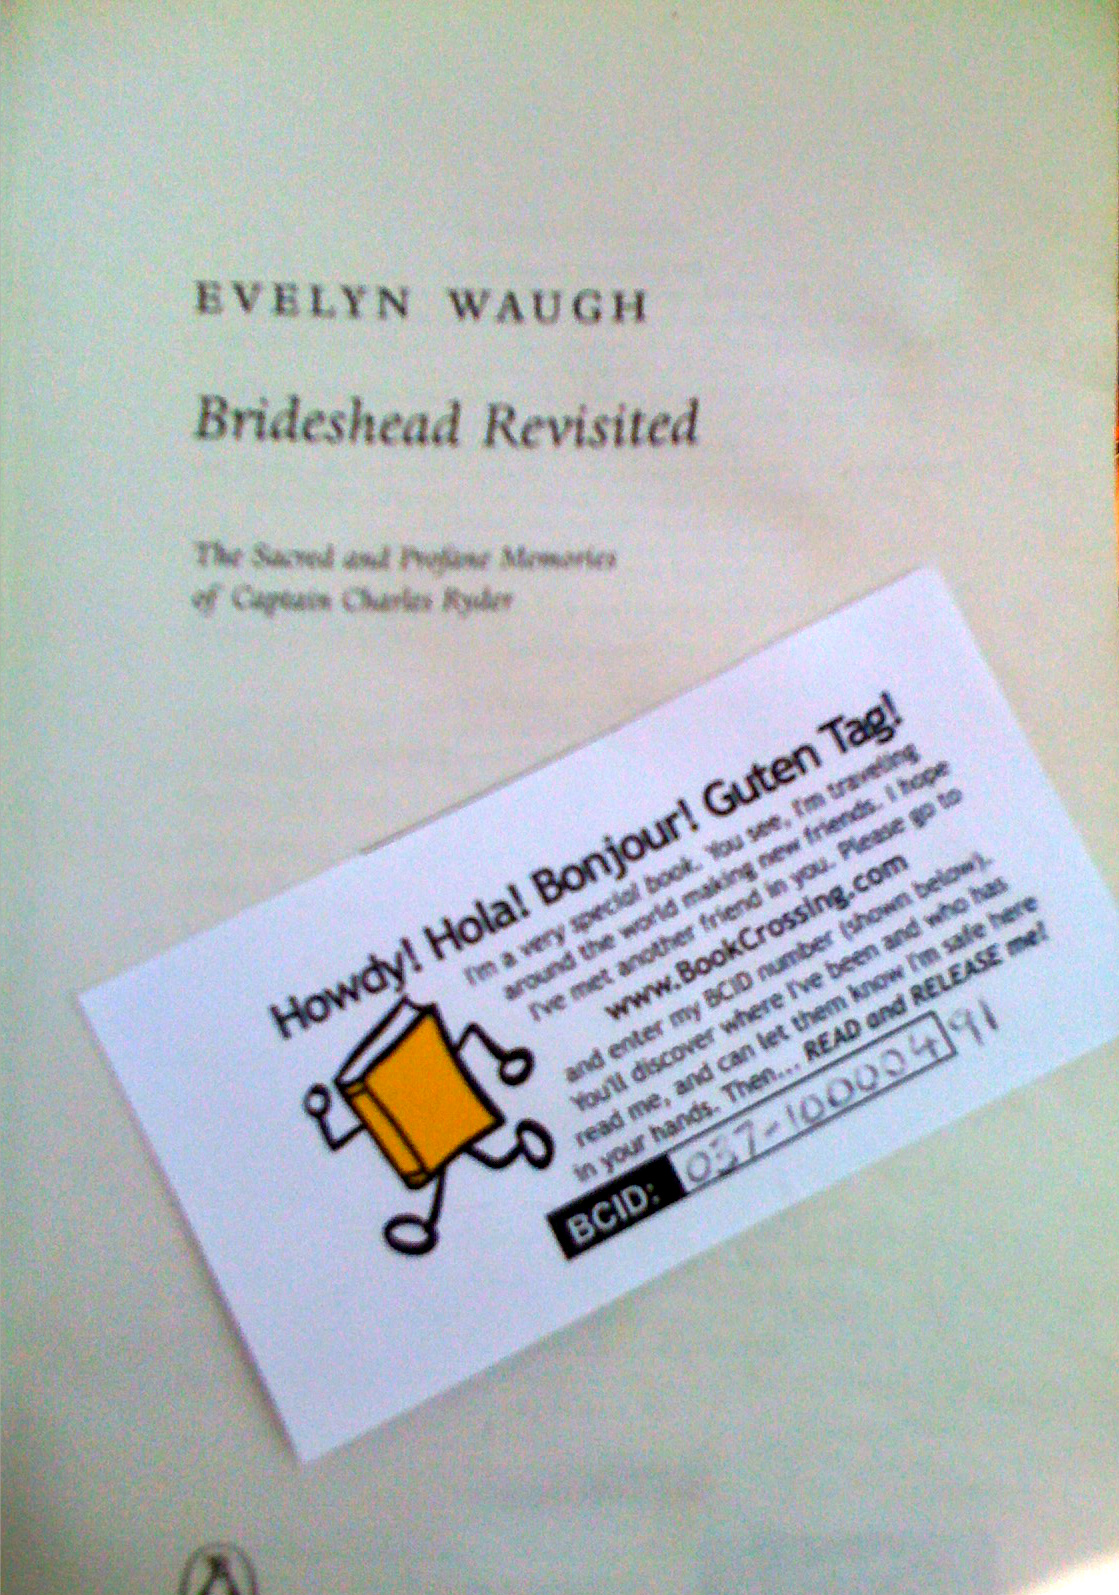 EVELYN WAUGH
Brideshead Revisited
The Sacred and Profane Memories
of Captain Charles Ryder
Howdy! Hola! Bonjour! Guten Tag!
I'm a very special book. You see, I'm traveling
around the world making new friends. I hope
I've met another friend in you. Please go to
www.BookCrossing.com
and enter my BCID number (shown below).
You'll discover where I've been and who has
read me, and can let them know I'm safe here
in your hands. Then... READ and RELEASE me!
BCID: 037-10000491